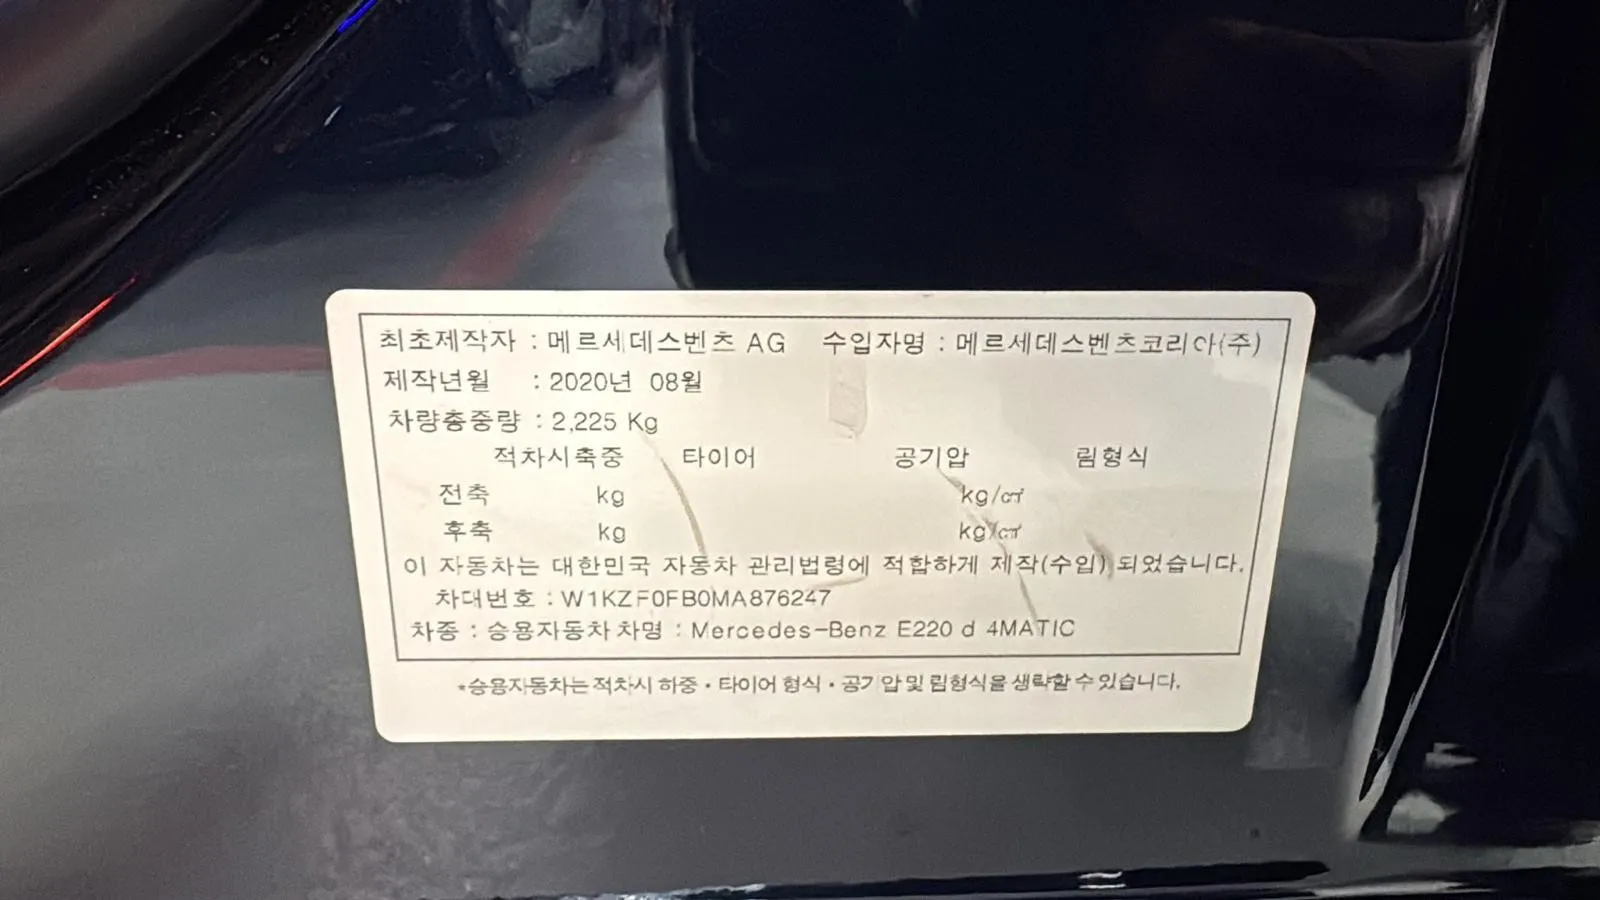 최초제작자 : 메르세데스벤츠 AG 수입자명 : 메르세데스벤츠코리아(주)
제작년월 : 2020년 08월
차량총중량 : 2,225 Kg
적차시축중 타이어 공기압 림형식
전축 kg kg/㎠
후축 kg kg/㎠
이 자동차는 대한민국 자동차 관리법령에 적합하게 제작(수입) 되었습니다.
차대번호 : W1KZF0FB0MA876247
차종 : 승용자동차 차명 : Mercedes-Benz E220 d 4MATIC
*승용자동차는 적차시 하중 · 타이어 형식 · 공기압 및 림형식을 생략할 수 있습니다.